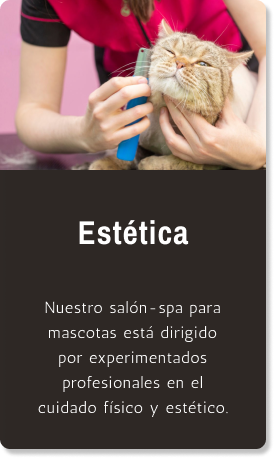 Estética
Nuestro salón-spa para
mascotas está dirigido
por experimentados
profesionales en el
cuidado físico y estético.